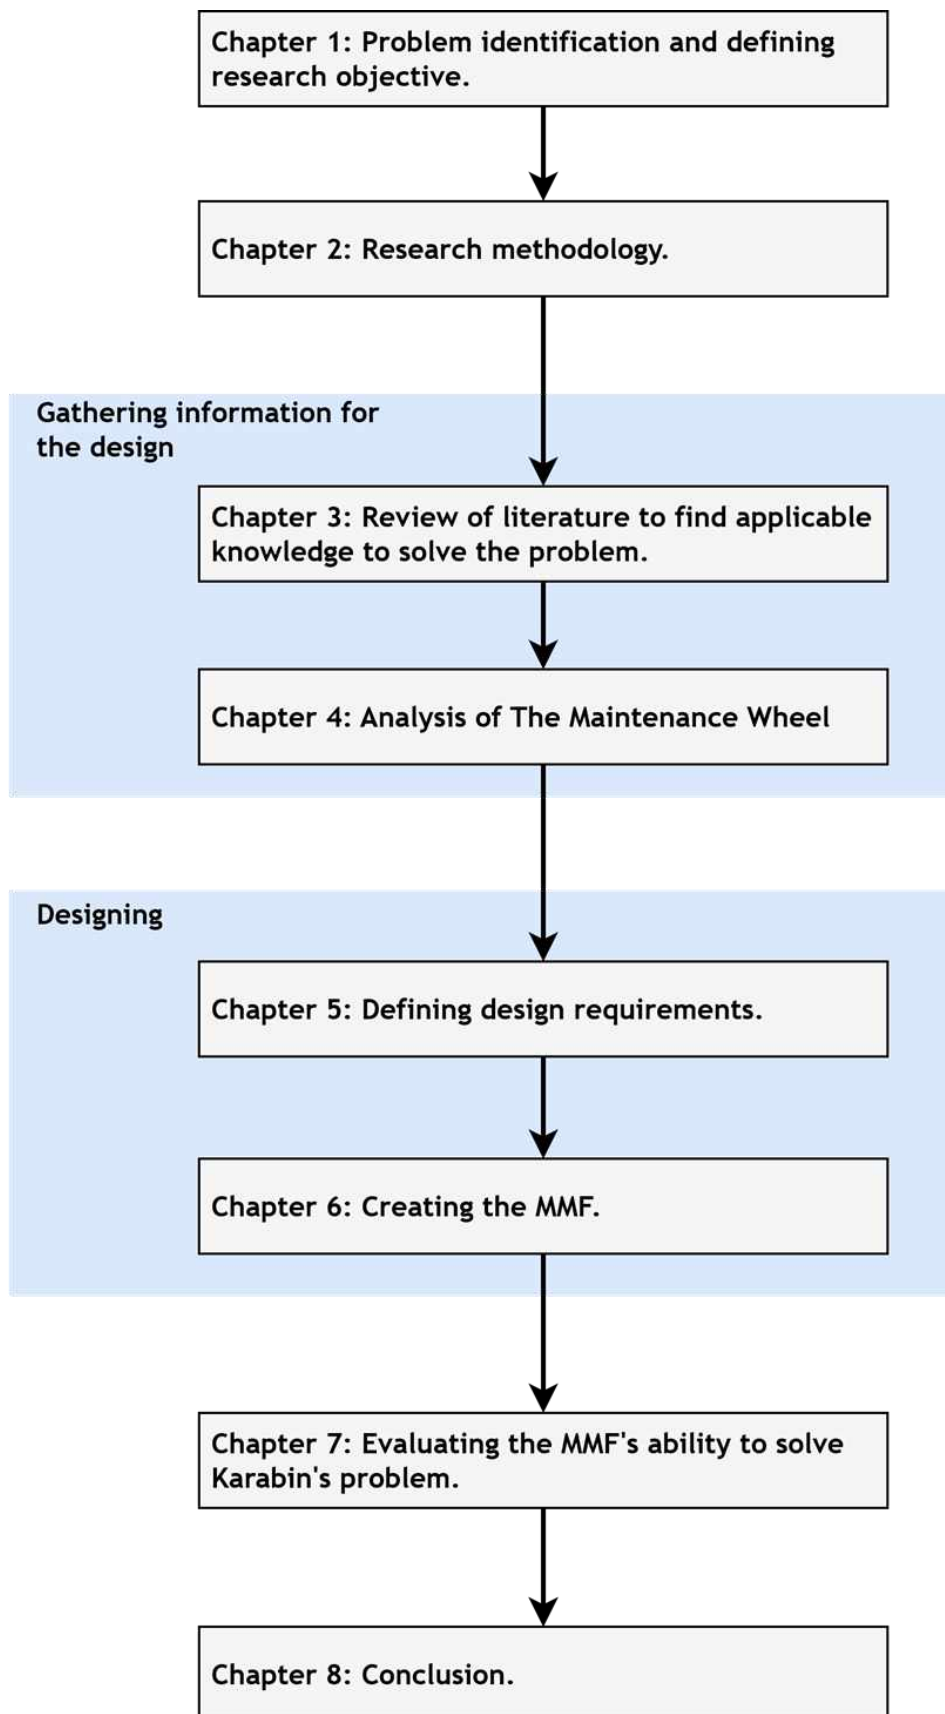 Chapter 1: Problem identification and defining
research objective.
Chapter 2: Research methodology.
Gathering information for
the design
Chapter 3: Review of literature to find applicable
knowledge to solve the problem.
Chapter 4: Analysis of The Maintenance Wheel
Designing
Chapter 5: Defining design requirements.
Chapter 6: Creating the MMF.
Chapter 7: Evaluating the MMF's ability to solve
Karabin's problem.
Chapter 8: Conclusion.